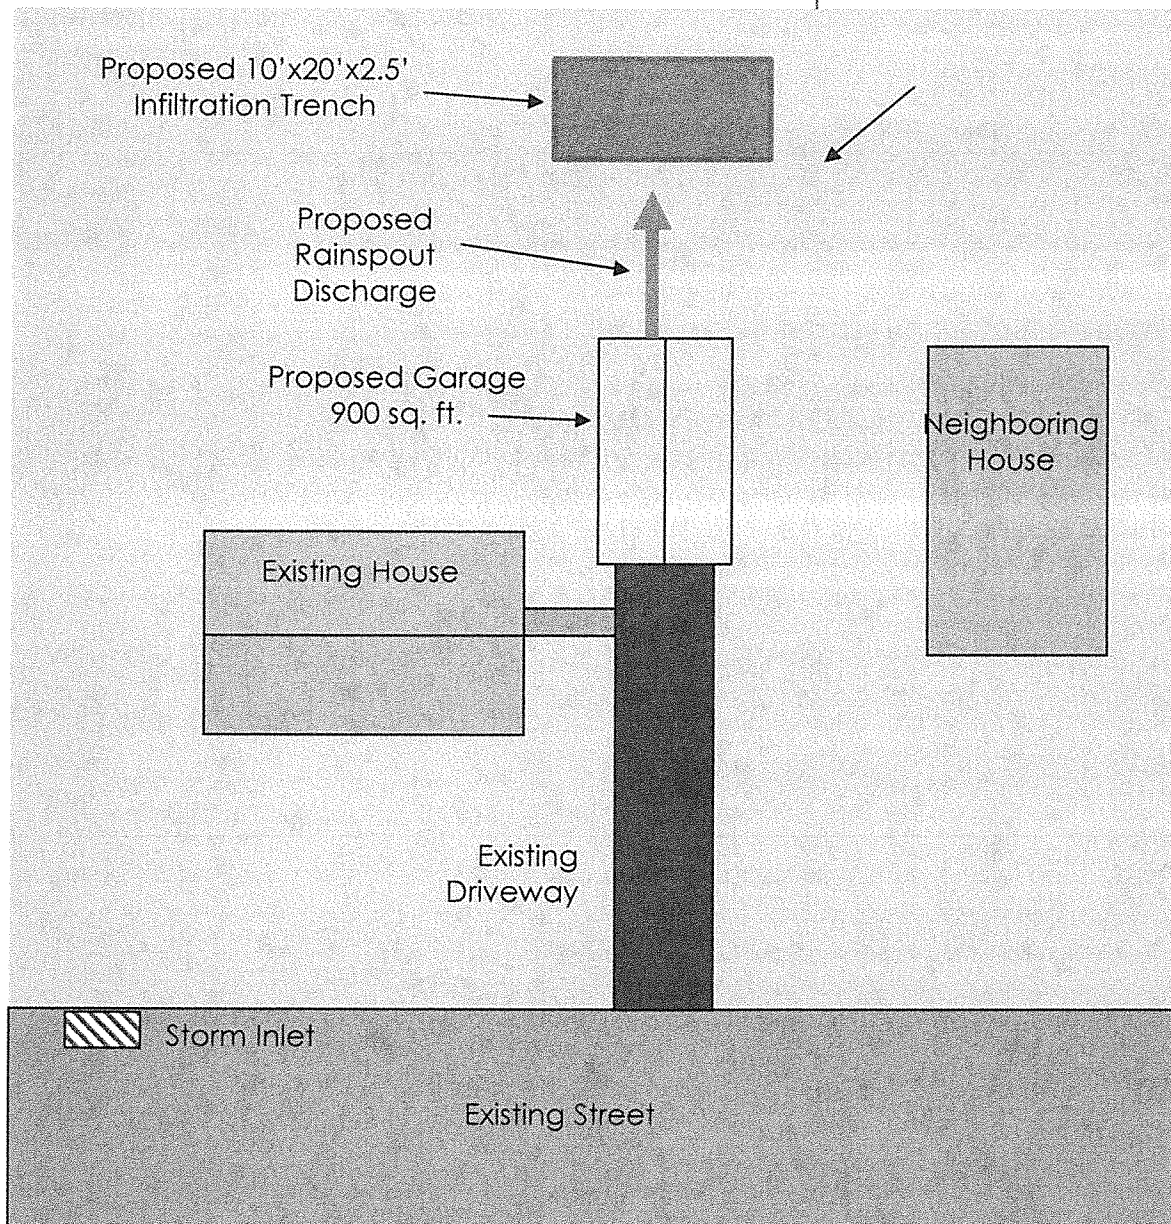 Proposed 10'x20'x2.5'
Infiltration Trench
Proposed
Rainspout
Discharge
Proposed Garage
900 sq. ft.
Neighboring
House
Existing House
Existing
Driveway
Storm Inlet
Existing Street